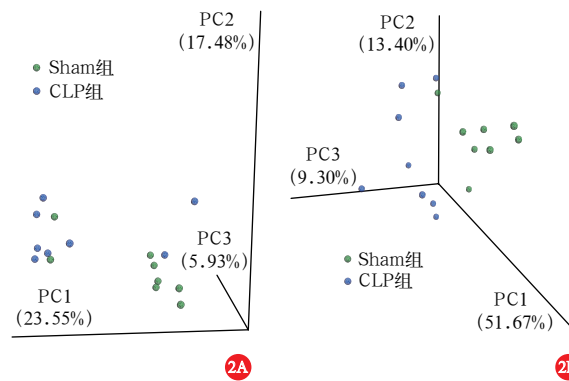 PC2
(17.48%)
Sham组
CLP组
PC3
(5.93%)
PC1
(23.55%)
2A
PC2
(13.40%)
PC3
(9.30%)
Sham组
CLP组
PC1
(51.67%)